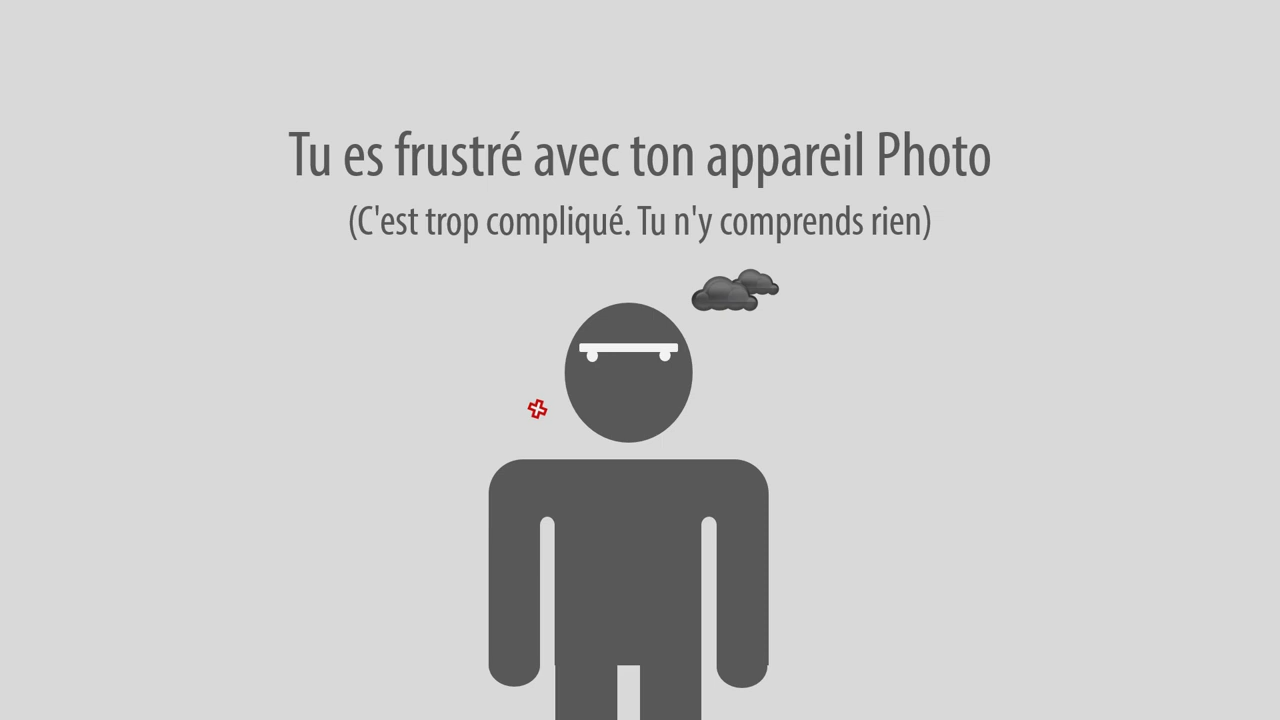 Tu es frustré avec ton appareil Photo
(C'est trop compliqué. Tu n'y comprends rien)